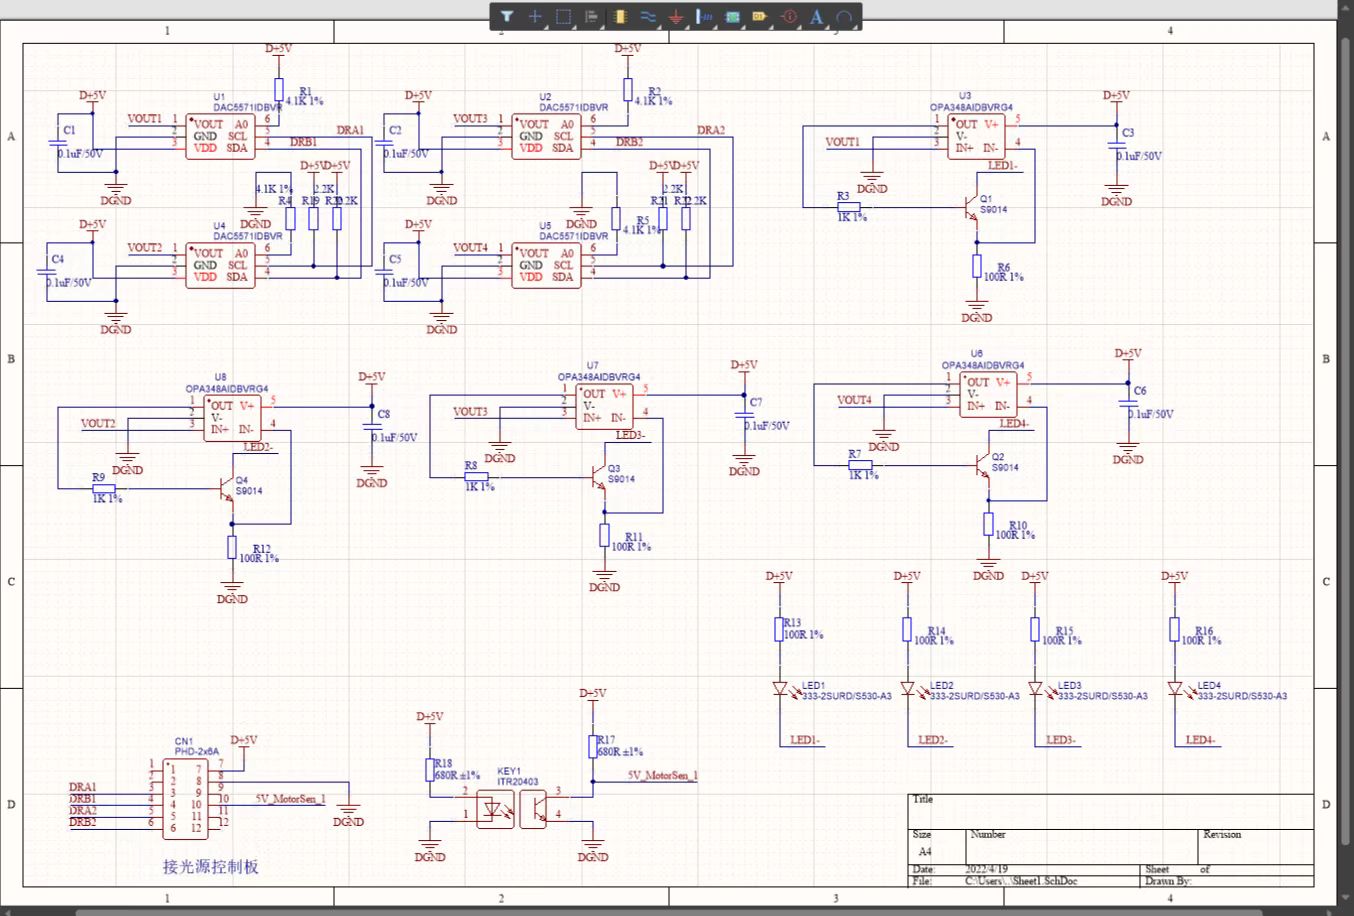 1
2
3
4
D+5V
D+5V
R1
4.1K 1%
R2
4.1K 1%
D+5V
U1
DAC5571IDBVR
D+5V
U2
DAC5571IDBVR
U3
OPA348AIDBVRG4
D+5V
A
C1
0.1uF/50V
VOUT1
1
2
3
VOUT
GND
VDD
A0
SCL
SDA
6
5
4
DRA1
DRB1
DGND
C2
0.1uF/50V
VOUT3
1
2
3
VOUT
GND
VDD
A0
SCL
SDA
6
5
4
DRA2
DRB2
DGND
VOUT1
1
2
3
OUT
V-
IN+
V+
IN-
5
4
C3
0.1uF/50V
DGND
DGND
LED1-
R3
1K 1%
Q1
S9014
R6
100R 1%
DGND
A
D+5V
D+5V
4.1K 1%
2.2K
2.2K
R4
R19
R20
DGND
D+5V
D+5V
R21
R22
2.2K
2.2K
R5
4.1K 1%
DGND
D+5V
U4
DAC5571IDBVR
C4
0.1uF/50V
VOUT2
1
2
3
VOUT
GND
VDD
A0
SCL
SDA
6
5
4
DGND
D+5V
U5
DAC5571IDBVR
C5
0.1uF/50V
VOUT4
1
2
3
VOUT
GND
VDD
A0
SCL
SDA
6
5
4
DGND
B
U8
OPA348AIDBVRG4
D+5V
VOUT2
1
2
3
OUT
V-
IN+
V+
IN-
5
4
C8
0.1uF/50V
DGND
DGND
LED2-
R9
1K 1%
Q4
S9014
R12
100R 1%
DGND
U7
OPA348AIDBVRG4
D+5V
VOUT3
1
2
3
OUT
V-
IN+
V+
IN-
5
4
C7
0.1uF/50V
DGND
DGND
LED3-
R8
1K 1%
Q3
S9014
R11
100R 1%
DGND
U6
OPA348AIDBVRG4
D+5V
VOUT4
1
2
3
OUT
V-
IN+
V+
IN-
5
4
C6
0.1uF/50V
DGND
DGND
LED4-
R7
1K 1%
Q2
S9014
R10
100R 1%
DGND
B
C
D+5V
R13
100R 1%
LED1
333-2SURD/S530-A3
LED1-
D+5V
R14
100R 1%
LED2
333-2SURD/S530-A3
LED2-
D+5V
R15
100R 1%
LED3
333-2SURD/S530-A3
LED3-
D+5V
R16
100R 1%
LED4
333-2SURD/S530-A3
LED4-
C
D
CN1
PHD-2x6A
D+5V
DRA1
DRB1
DRA2
DRB2
1
2
3
4
5
6
1
2
3
4
5
6
7
8
9
10
11
12
7
8
9
10
11
12
5V_MotorSen_1
DGND
接光源控制板
D+5V
R18
680R ±1%
KEY1
ITR20403
2
1
3
4
DGND
D+5V
R17
680R ±1%
5V_MotorSen_1
DGND
D
Title
Size
A4
Number
Revision
Date:
2022/4/19
Sheet of
File:
C:\Users\..\Sheet1.SchDoc
Drawn By:
1
2
3
4